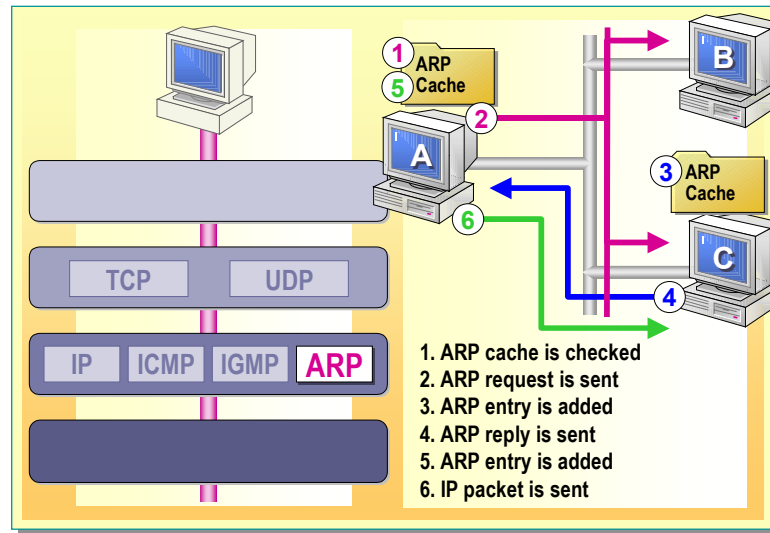 TCP
UDP
IP
ICMP
IGMP
ARP
1
ARP
5
Cache
2
A
B
3
ARP
Cache
6
C
4
1. ARP cache is checked
2. ARP request is sent
3. ARP entry is added
4. ARP reply is sent
5. ARP entry is added
6. IP packet is sent